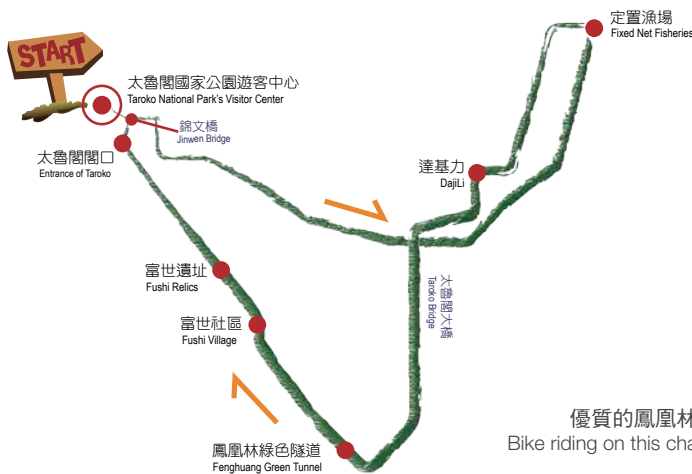 START
太魯閣國家公園遊客中心
Taroko National Park's Visitor Center
錦文橋
Jinwen Bridge
太魯閣閣口
Entrance of Taroko
定置漁場
Fixed Net Fisheries
達基力
DajiLi
太魯閣大橋
Taroko Bridge
富世遺址
Fushi Relics
富世社區
Fushi Village
鳳凰林綠色隧道
Fenghuang Green Tunnel
優質的鳳凰林
Bike riding on this cha